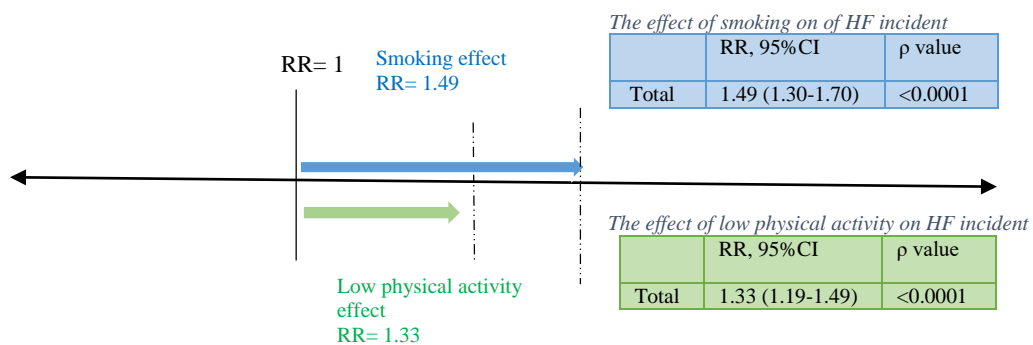 The effect of smoking on of HF incident
RR, 95%CI ρ value
Total 1.49 (1.30-1.70) <0.0001
RR= 1
Smoking effect
RR= 1.49
The effect of low physical activity on HF incident
RR, 95%CI ρ value
Total 1.33 (1.19-1.49) <0.0001
Low physical activity
effect
RR= 1.33